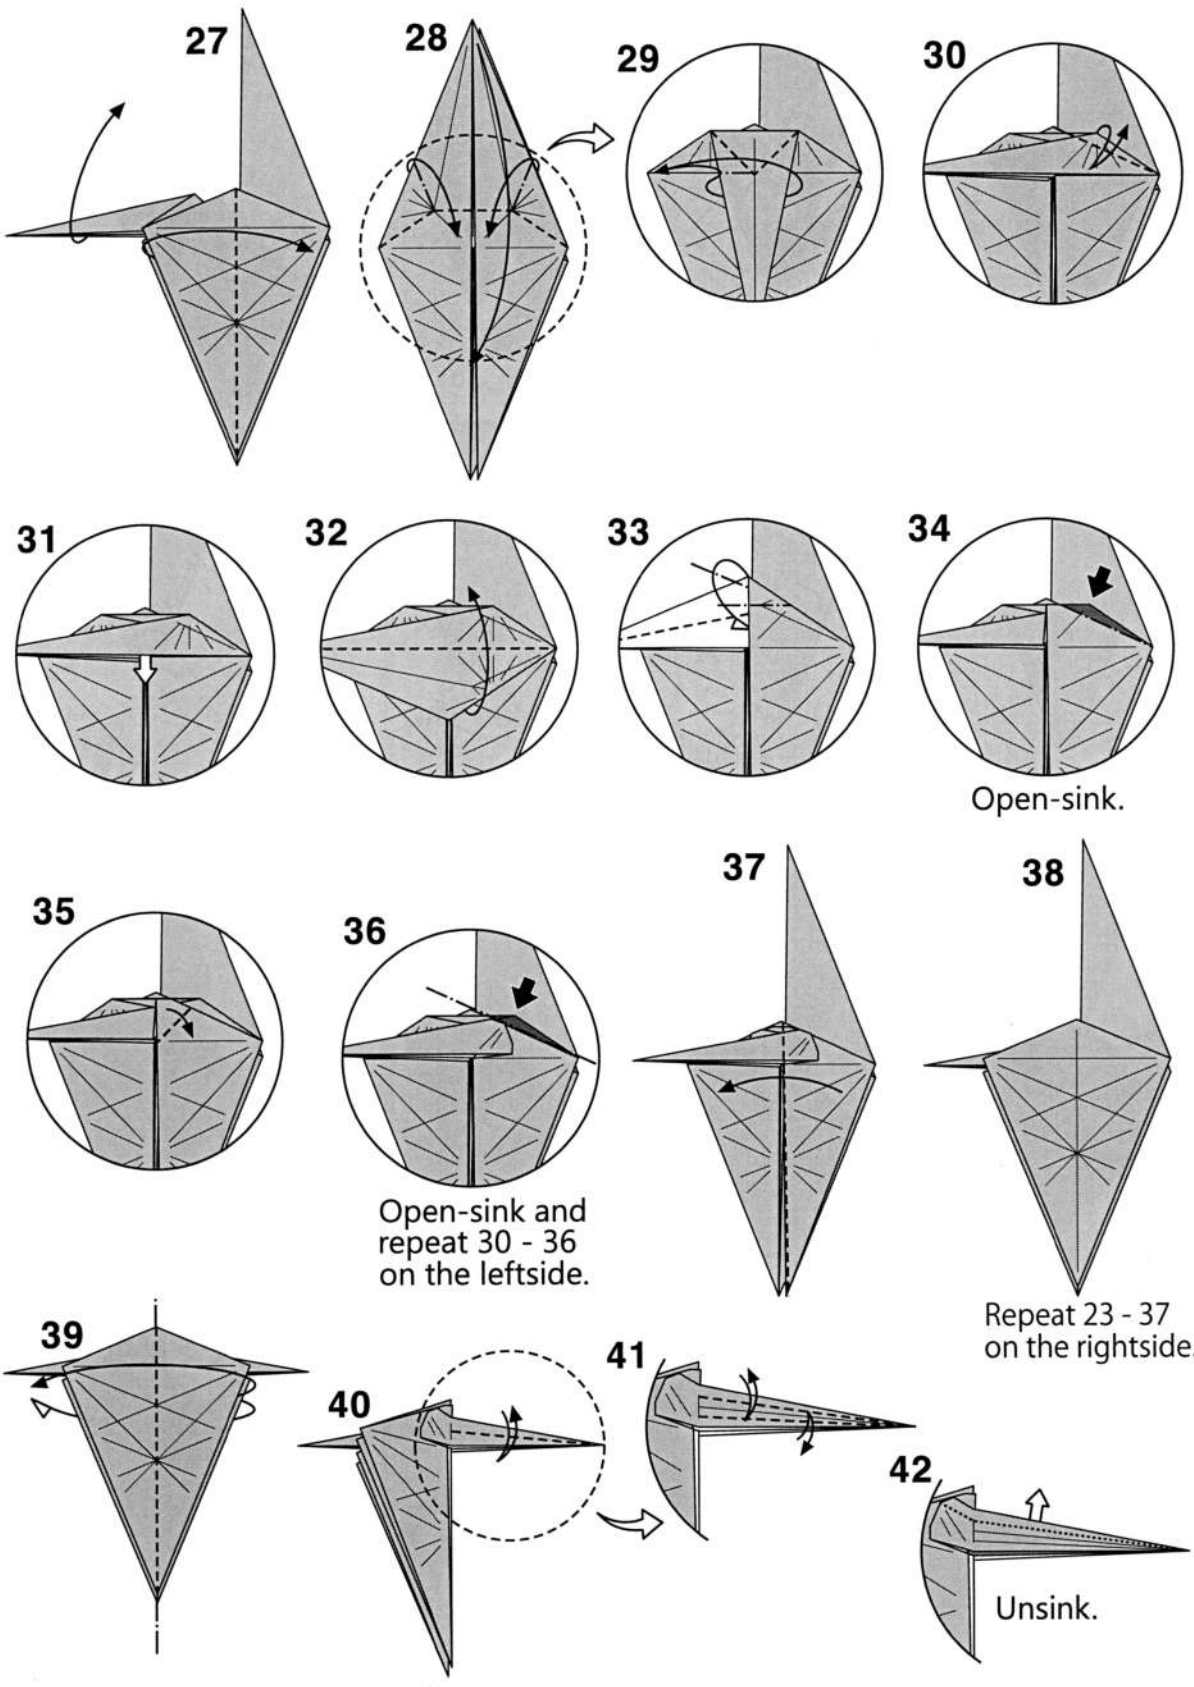 27
28
29
30
31
32
33
34
Open-sink.
35
36
Open-sink and
repeat 30 - 36
on the leftside.
37
38
Repeat 23 - 37
on the rightside.
39
40
41
42
Unsink.